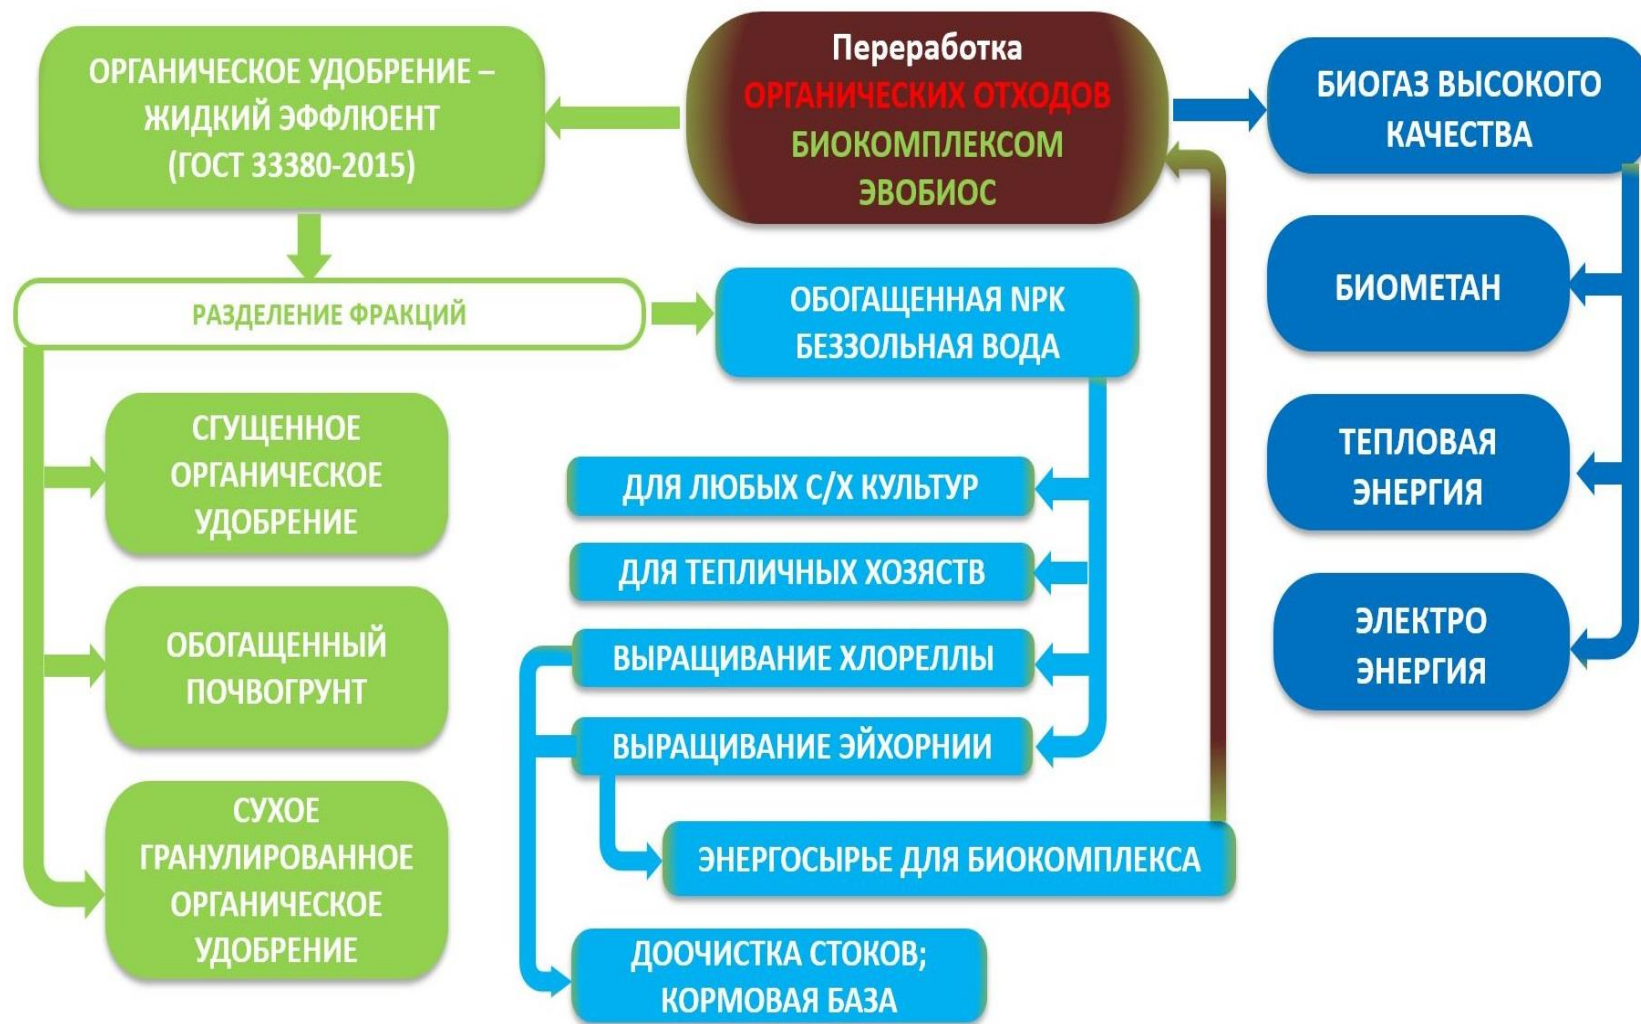 Переработка
ОРГАНИЧЕСКИХ ОТХОДОВ
БИОКОМПЛЕКСОМ
ЭВОБИОС
ОРГАНИЧЕСКОЕ УДОБРЕНИЕ –
ЖИДКИЙ ЭФФЛЮЕНТ
(ГОСТ 33380-2015)
РАЗДЕЛЕНИЕ ФРАКЦИЙ
СГУЩЕННОЕ
ОРГАНИЧЕСКОЕ
УДОБРЕНИЕ
ОБОГАЩЕННЫЙ
ПОЧВОГРУНТ
СУХОЕ
ГРАНУЛИРОВАННОЕ
ОРГАНИЧЕСКОЕ
УДОБРЕНИЕ
ОБОГАЩЕННАЯ NPK
БЕЗЗОЛЬНАЯ ВОДА
ДЛЯ ЛЮБЫХ С/Х КУЛЬТУР
ДЛЯ ТЕПЛИЧНЫХ ХОЗЯСТВ
ВЫРАЩИВАНИЕ ХЛОРЕЛЛЫ
ВЫРАЩИВАНИЕ ЭЙХОРНИИ
ЭНЕРГОСЫРЬЕ ДЛЯ БИОКОМПЛЕКСА
ДООЧИСТКА СТОКОВ;
КОРМОВАЯ БАЗА
БИОГАЗ ВЫСОКОГО
КАЧЕСТВА
БИОМЕТАН
ТЕПЛОВАЯ
ЭНЕРГИЯ
ЭЛЕКТРО
ЭНЕРГИЯ